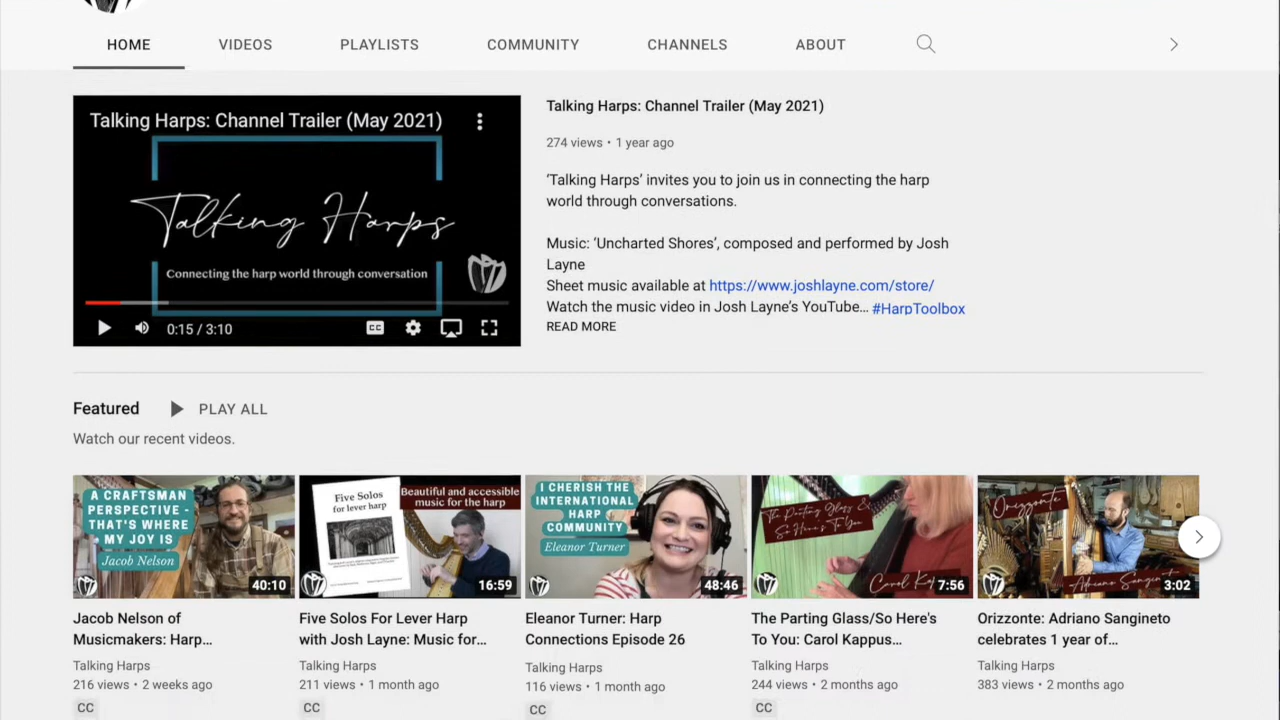 HOME VIDEOS PLAYLISTS COMMUNITY CHANNELS ABOUT
Talking Harps: Channel Trailer (May 2021)
Talking Harps
Connecting the harp world through conversation
0:15 / 3:10
CC
Talking Harps: Channel Trailer (May 2021)
274 views • 1 year ago
‘Talking Harps’ invites you to join us in connecting the harp
world through conversations.
Music: ‘Uncharted Shores’, composed and performed by Josh
Layne
Sheet music available at https://www.joshlayne.com/store/
Watch the music video in Josh Layne’s YouTube... #HarpToolbox
READ MORE
Featured PLAY ALL
Watch our recent videos.
A CRAFTSMAN
PERSPECTIVE -
THAT'S WHERE
MY JOY IS
Jacob Nelson
40:10
Jacob Nelson of
Musicmakers: Harp...
Talking Harps
216 views • 2 weeks ago
CC
Five Solos
for lever harp
Beautiful and accessible
music for the harp
16:59
Five Solos For Lever Harp
with Josh Layne: Music for...
Talking Harps
211 views • 1 month ago
CC
I CHERISH THE
INTERNATIONAL
HARP
COMMUNITY
Eleanor Turner
48:46
Eleanor Turner: Harp
Connections Episode 26
Talking Harps
116 views • 1 month ago
CC
The Parting Glass &
So Here's To You
Carol
7:56
The Parting Glass/So Here's
To You: Carol Kappus...
Talking Harps
244 views • 2 months ago
CC
Orizzonte
Adriano
3:02
Orizzonte: Adriano Sangineto
celebrates 1 year of...
Talking Harps
383 views • 2 months ago